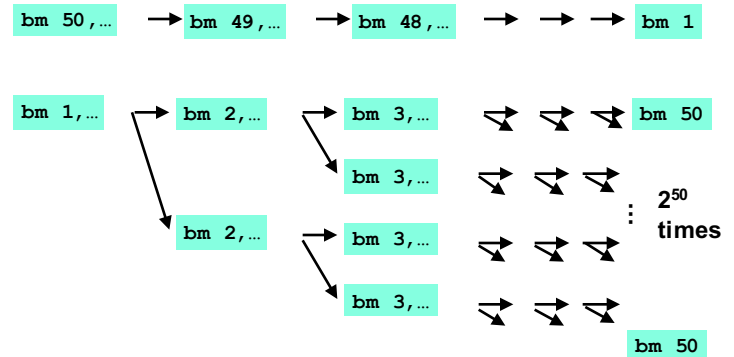 bm 50,… bm 49,… bm 48,… bm 1
bm 1,… bm 2,… bm 3,… bm 50
bm 3,…
⋮ 2⁵⁰
times
bm 2,… bm 3,…
bm 3,…
bm 50